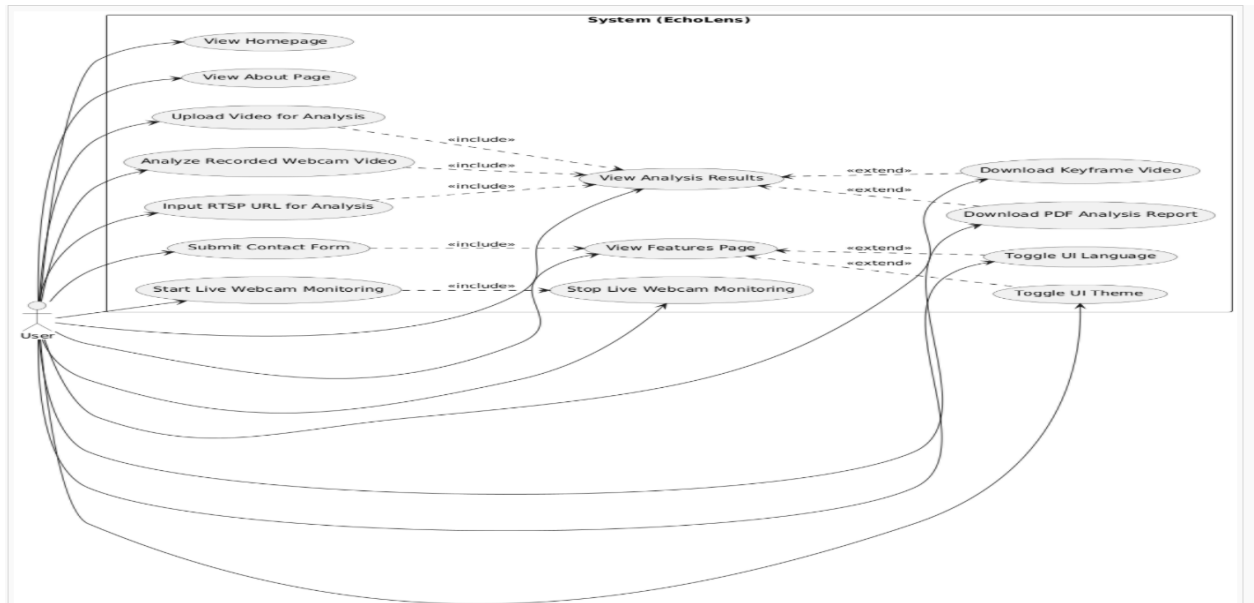 System (EchoLens)
View Homepage
View About Page
Upload Video for Analysis
«include»
Analyze Recorded Webcam Video
«include»
View Analysis Results
«extend»
Download Keyframe Video
«include»
«extend»
Input RTSP URL for Analysis
Download PDF Analysis Report
Submit Contact Form
«include»
View Features Page
«extend»
Toggle UI Language
«extend»
Start Live Webcam Monitoring
«include»
Stop Live Webcam Monitoring
Toggle UI Theme
User